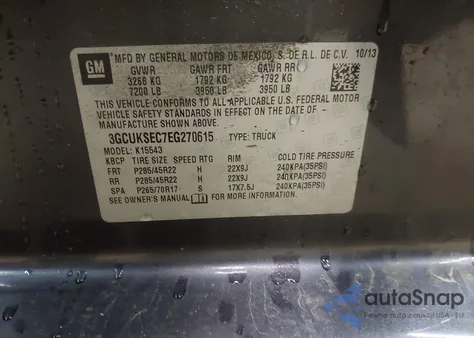 GM
MFD BY GENERAL MOTORS DE MEXICO, S. DE R.L. DE C.V. 10/13
GVWR GAWR FRT GAWR RR
3266 KG 1792 KG 1792 KG
7200 LB 3950 LB 3950 LB
THIS VEHICLE CONFORMS TO ALL APPLICABLE U.S. FEDERAL MOTOR
VEHICLE SAFETY STANDARDS IN EFFECT ON THE DATE OF
MANUFACTURE SHOWN ABOVE.
3GCUKSEC7EG270615 TYPE: TRUCK
MODEL: K15543
KBCP TIRE SIZE SPEED RTG RIM COLD TIRE PRESSURE
FRT P285/45R22 H 22X9J 240KPA(35PSI)
RR P285/45R22 H 22X9J 240KPA(35PSI)
SPA P265/70R17 S 17X7.5J 240KPA(35PSI)
SEE OWNER'S MANUAL FOR MORE INFORMATION.
autoSnap
Pewne auto z USA i EU